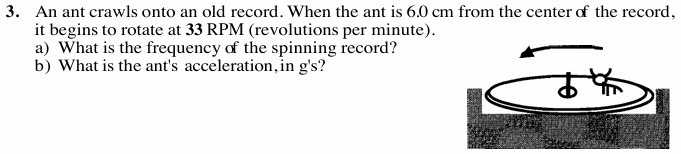 3. An ant crawls onto an old record. When the ant is 6.0 cm from the center of the record,
it begins to rotate at 33 RPM (revolutions per minute).
a) What is the frequency of the spinning record?
b) What is the ant's acceleration, in g's?